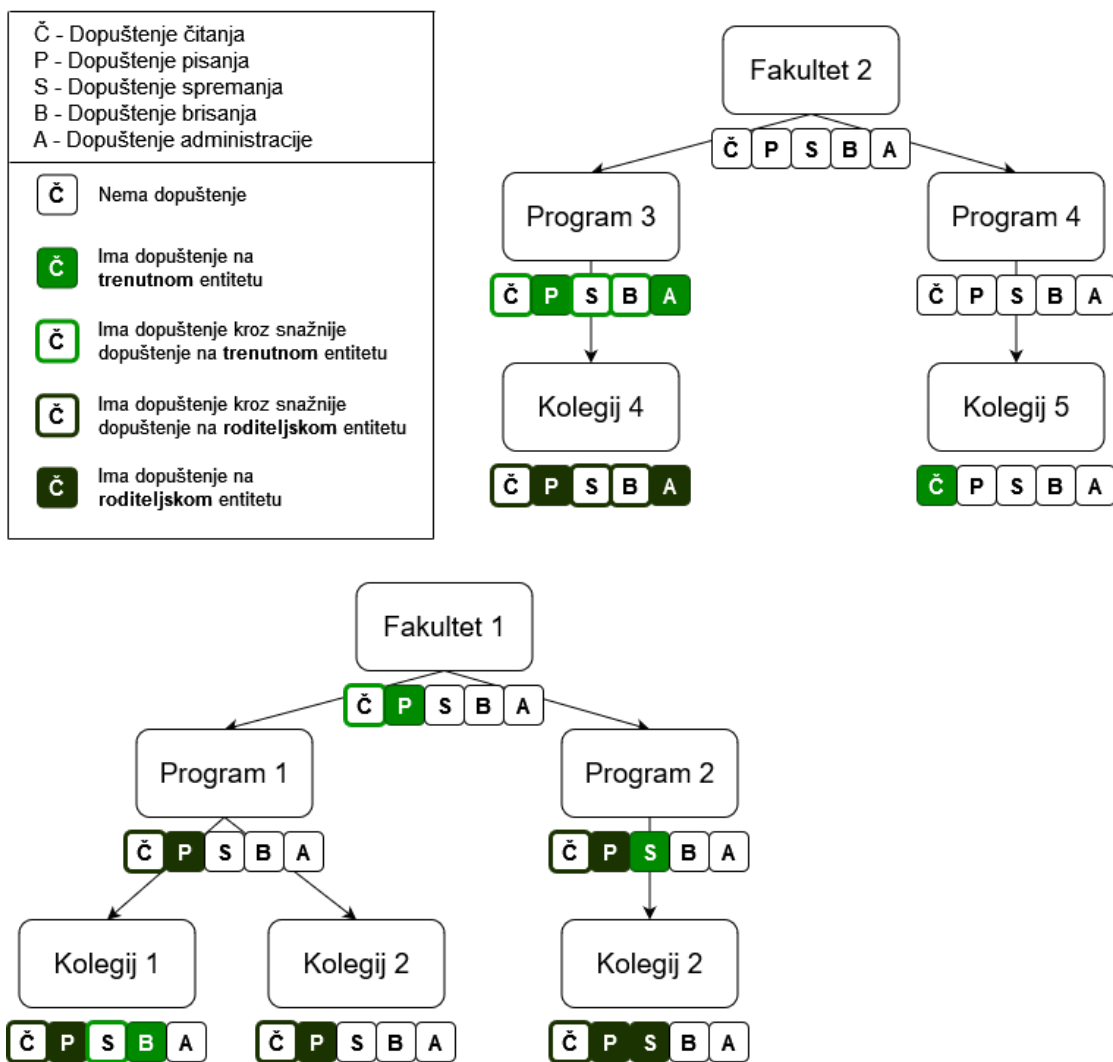 Č - Dopuštenje čitanja
P - Dopuštenje pisanja
S - Dopuštenje spremanja
B - Dopuštenje brisanja
A - Dopuštenje administracije
Č Nema dopuštenje
Č Ima dopuštenje na
trenutnom entitetu
Č Ima dopuštenje kroz snažnije
dopuštenje na trenutnom entitetu
Č Ima dopuštenje kroz snažnije
dopuštenje na roditeljskom entitetu
Č Ima dopuštenje na
roditeljskom entitetu
Fakultet 2
Č P S B A
Program 3
Program 4
Č P S B A
Č P S B A
Kolegij 4
Kolegij 5
Č P S B A
Č P S B A
Fakultet 1
Č P S B A
Program 1
Program 2
Č P S B A
Č P S B A
Kolegij 1
Kolegij 2
Kolegij 2
Č P S B A
Č P S B A
Č P S B A